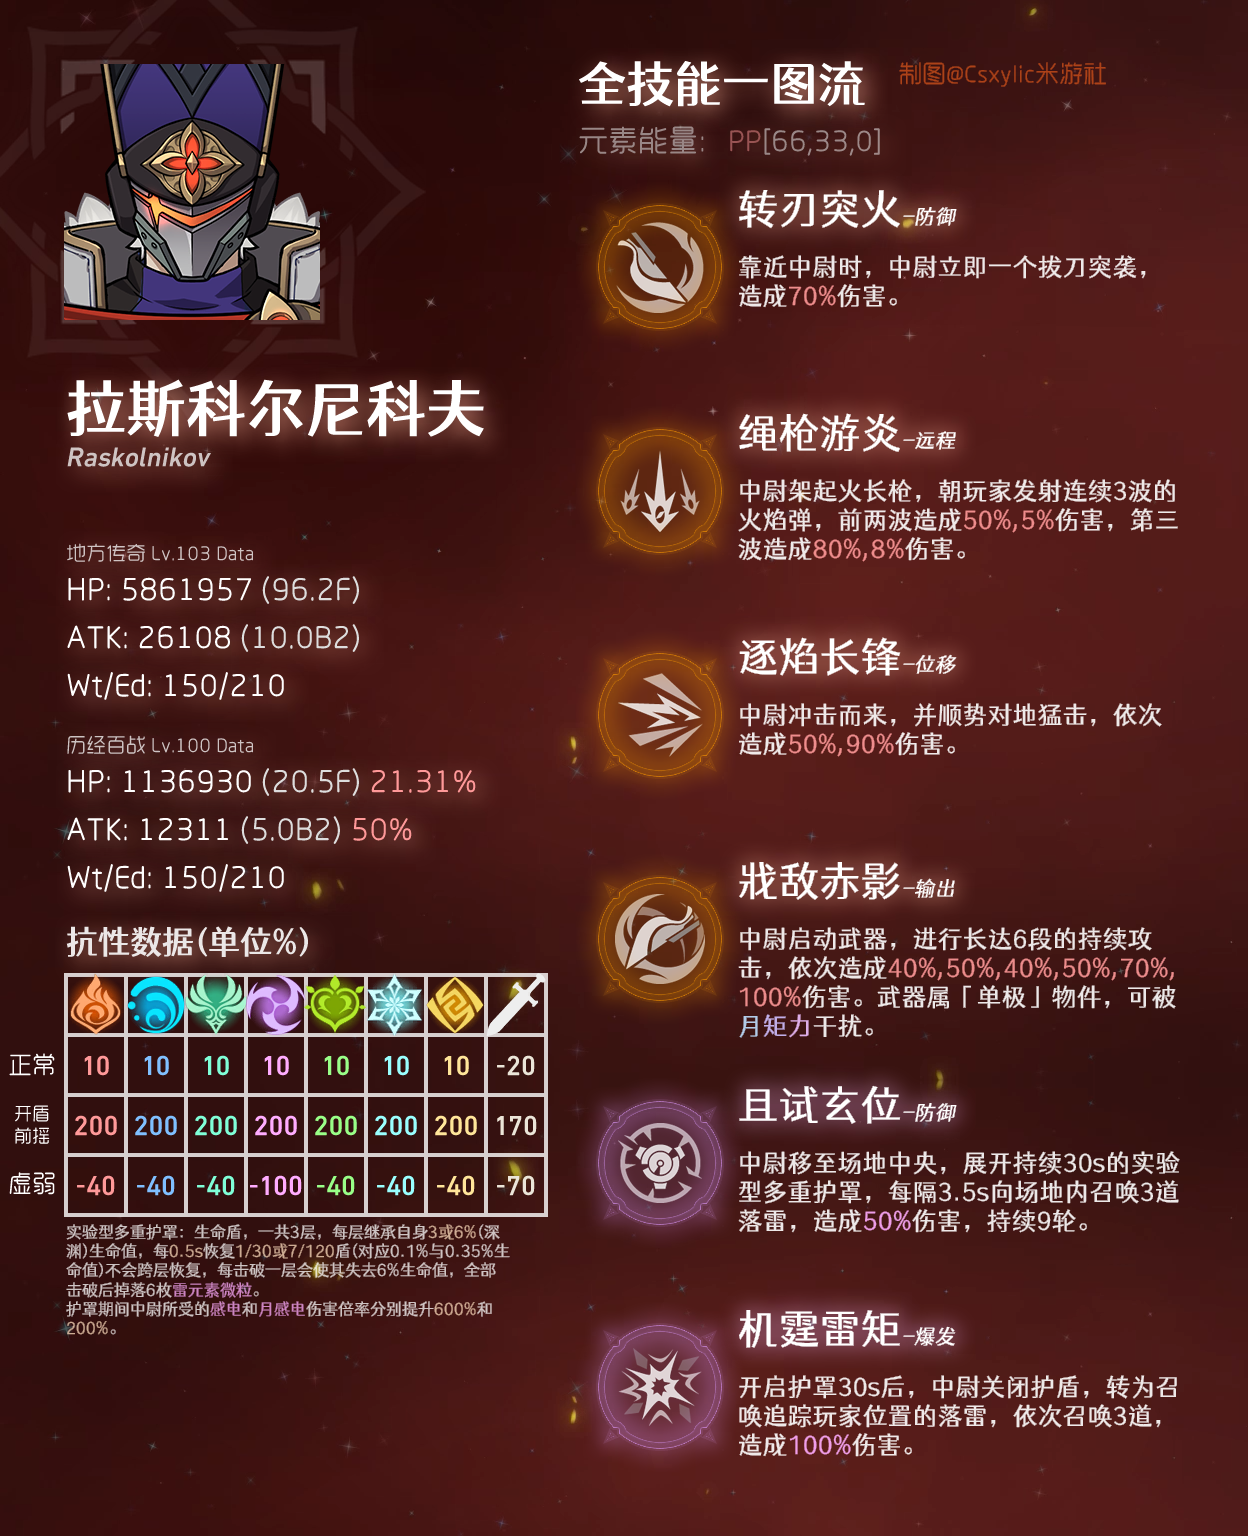 全技能一图流
制图@Csxylic米游社
元素能量: PP[66,33,0]
拉斯科尔尼科夫
Raskolnikov
地方传奇 Lv.103 Data
HP: 5861957 (96.2F)
ATK: 26108 (10.0B2)
Wt/Ed: 150/210
历经百战 Lv.100 Data
HP: 1136930 (20.5F) 21.31%
ATK: 12311 (5.0B2) 50%
Wt/Ed: 150/210
抗性数据(单位%)
正常 10 10 10 10 10 10 10 -20
开盾前摇 200 200 200 200 200 200 200 170
虚弱 -40 -40 -40 -100 -40 -40 -40 -70
实验型多重护罩：生命盾，一共3层，每层继承自身3或6%(深
渊)生命值，每0.5s恢复1/30或7/120盾(对应0.1%与0.35%生
命值)不会跨层恢复，每击破一层会使其失去6%生命值，全部
击破后掉落6枚雷元素微粒。
护罩期间中尉所受的感电和月感电伤害倍率分别提升600%和
200%。
转刃突火-防御
靠近中尉时，中尉立即一个拔刀突袭，
造成70%伤害。
绳枪游炎-远程
中尉架起火长枪，朝玩家发射连续3波的
火焰弹，前两波造成50%,5%伤害，第三
波造成80%,8%伤害。
逐焰长锋-位移
中尉冲击而来，并顺势对地猛击，依次
造成50%,90%伤害。
戕敌赤影-输出
中尉启动武器，进行长达6段的持续攻
击，依次造成40%,50%,40%,50%,70%,
100%伤害。武器属「单极」物件，可被
月矩力干扰。
且试玄位-防御
中尉移至场地中央，展开持续30s的实验
型多重护罩，每隔3.5s向场地内召唤3道
落雷，造成50%伤害，持续9轮。
机霆雷矩-爆发
开启护罩30s后，中尉关闭护盾，转为召
唤追踪玩家位置的落雷，依次召唤3道，
造成100%伤害。